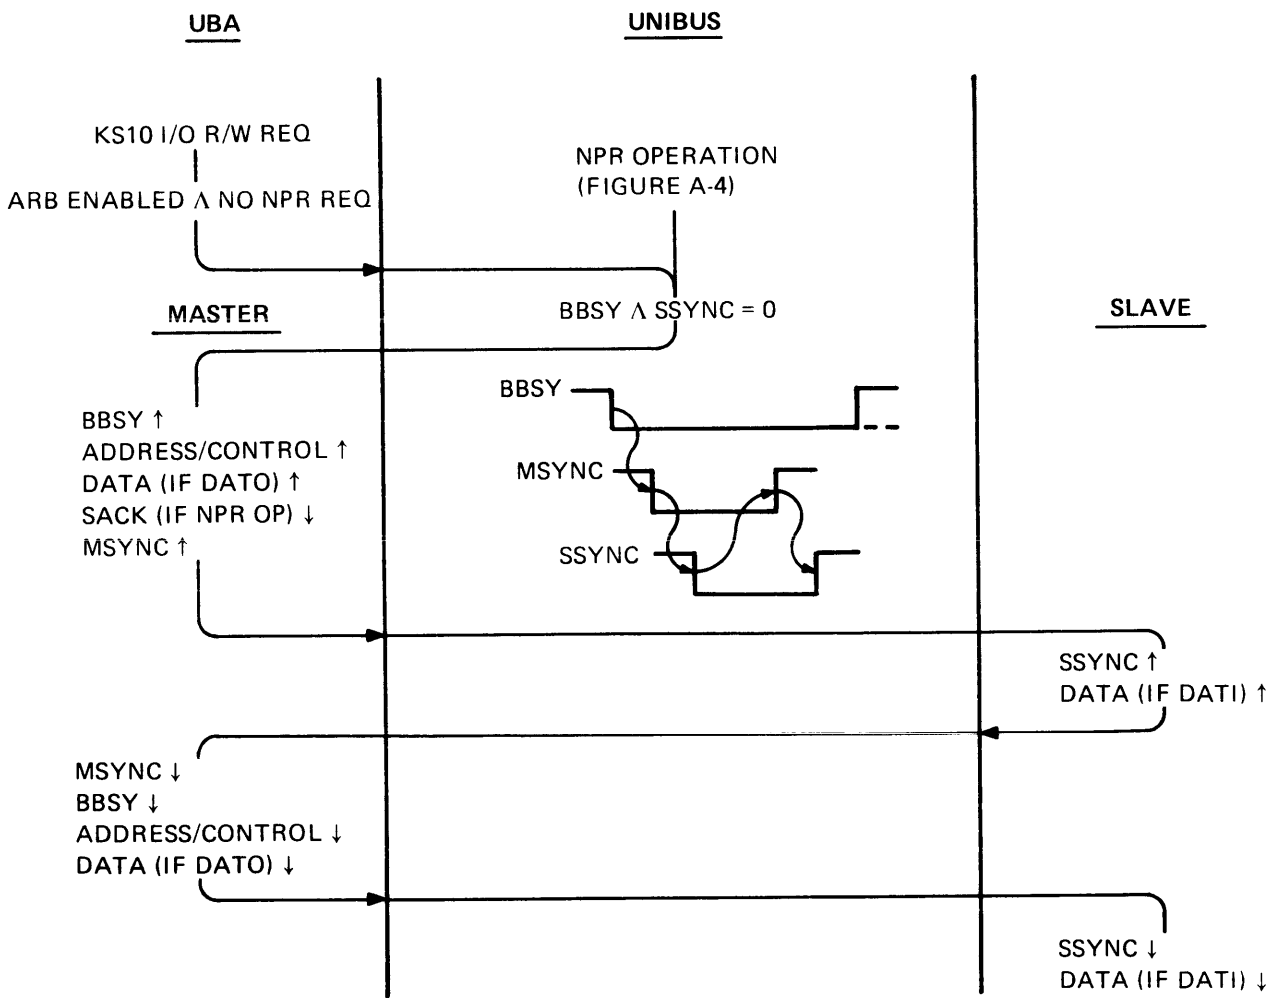 UBA
UNIBUS
KS10 I/O R/W REQ
ARB ENABLED Λ NO NPR REQ
NPR OPERATION
(FIGURE A-4)
BBSY Λ SSYNC = 0
MASTER
SLAVE
BBSY ↑
ADDRESS/CONTROL ↑
DATA (IF DATO) ↑
SACK (IF NPR OP) ↓
MSYNC ↑
BBSY
MSYNC
SSYNC
SSYNC ↑
DATA (IF DATI) ↑
MSYNC ↓
BBSY ↓
ADDRESS/CONTROL ↓
DATA (IF DATO) ↓
SSYNC ↓
DATA (IF DATI) ↓